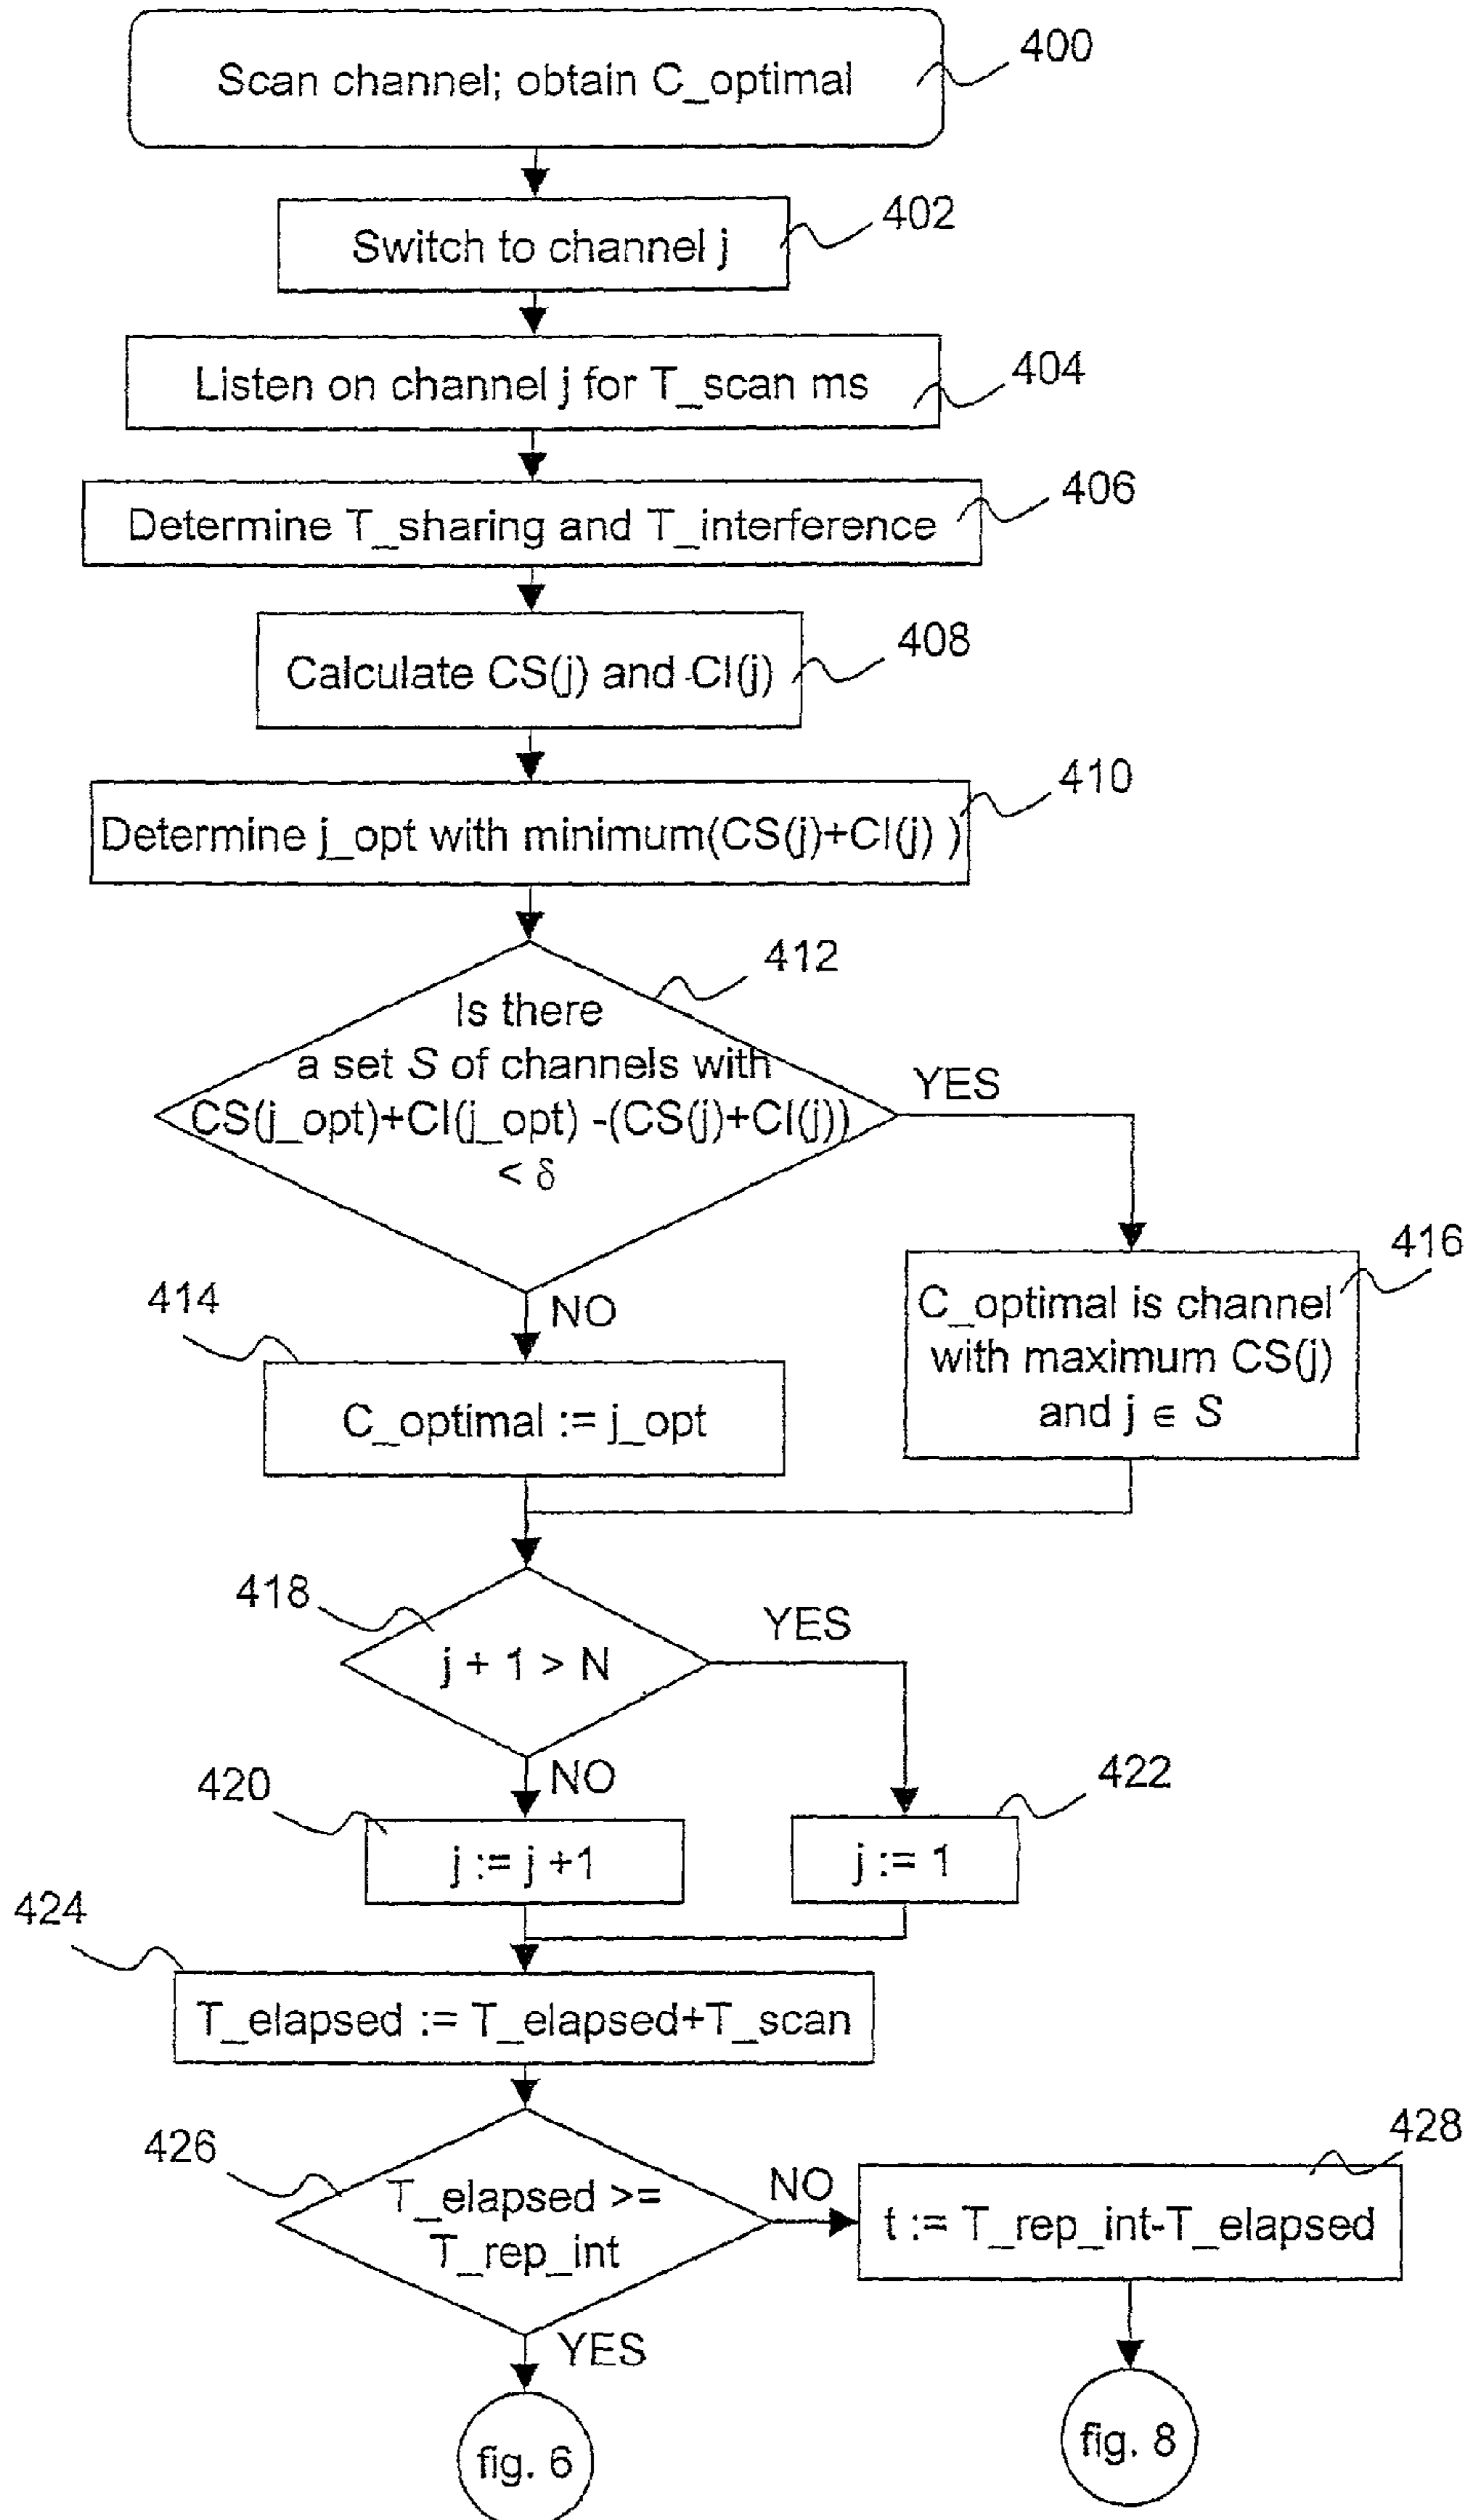 Scan channel; obtain C_optimal
400
Switch to channel j
402
Listen on channel j for T_scan ms
404
Determine T_sharing and T_interference
406
Calculate CS(j) and CI(j)
408
Determine j_opt with minimum(CS(j)+CI(j) )
410
412
Is there
a set S of channels with
CS(j_opt)+CI(j_opt) -(CS(j)+CI(j))
< δ
YES
NO
414
C_optimal := j_opt
416
C_optimal is channel
with maximum CS(j)
and j ∈ S
418
j + 1 > N
YES
NO
420
j := j +1
422
j := 1
424
T_elapsed := T_elapsed+T_scan
426
T_elapsed >=
T_rep_int
NO
428
t := T_rep_int-T_elapsed
YES
fig. 6
fig. 8